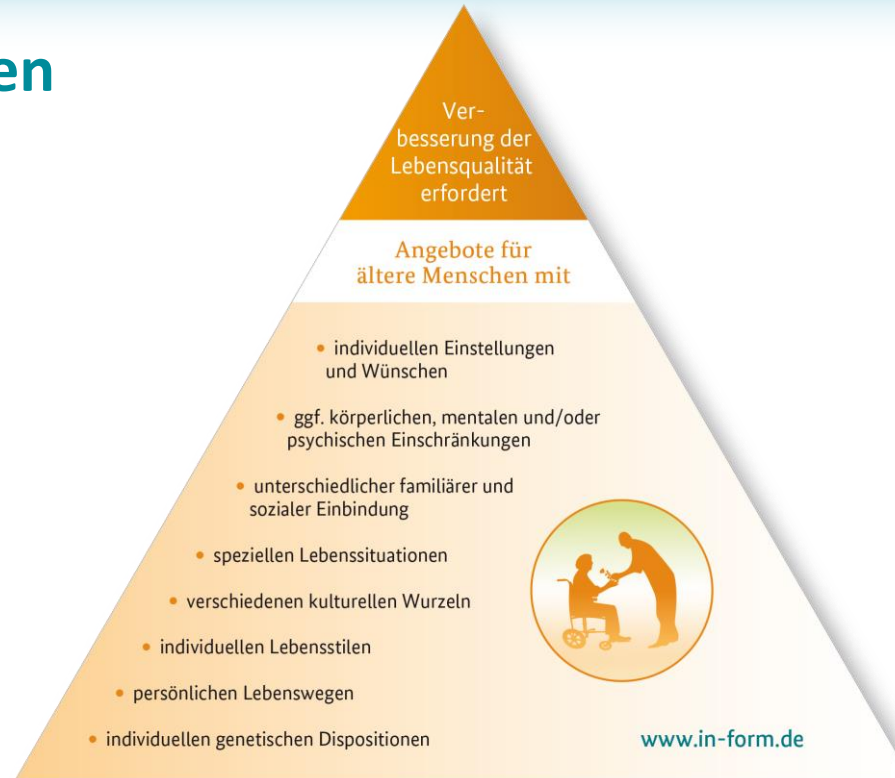 en
Ver-
besserung der
Lebensqualität
erfordert
Angebote für
ältere Menschen mit
• individuellen Einstellungen
und Wünschen
• ggf. körperlichen, mentalen und/oder
psychischen Einschränkungen
• unterschiedlicher familiärer und
sozialer Einbindung
• speziellen Lebenssituationen
• verschiedenen kulturellen Wurzeln
• individuellen Lebensstilen
• persönlichen Lebenswegen
• individuellen genetischen Dispositionen
www.in-form.de